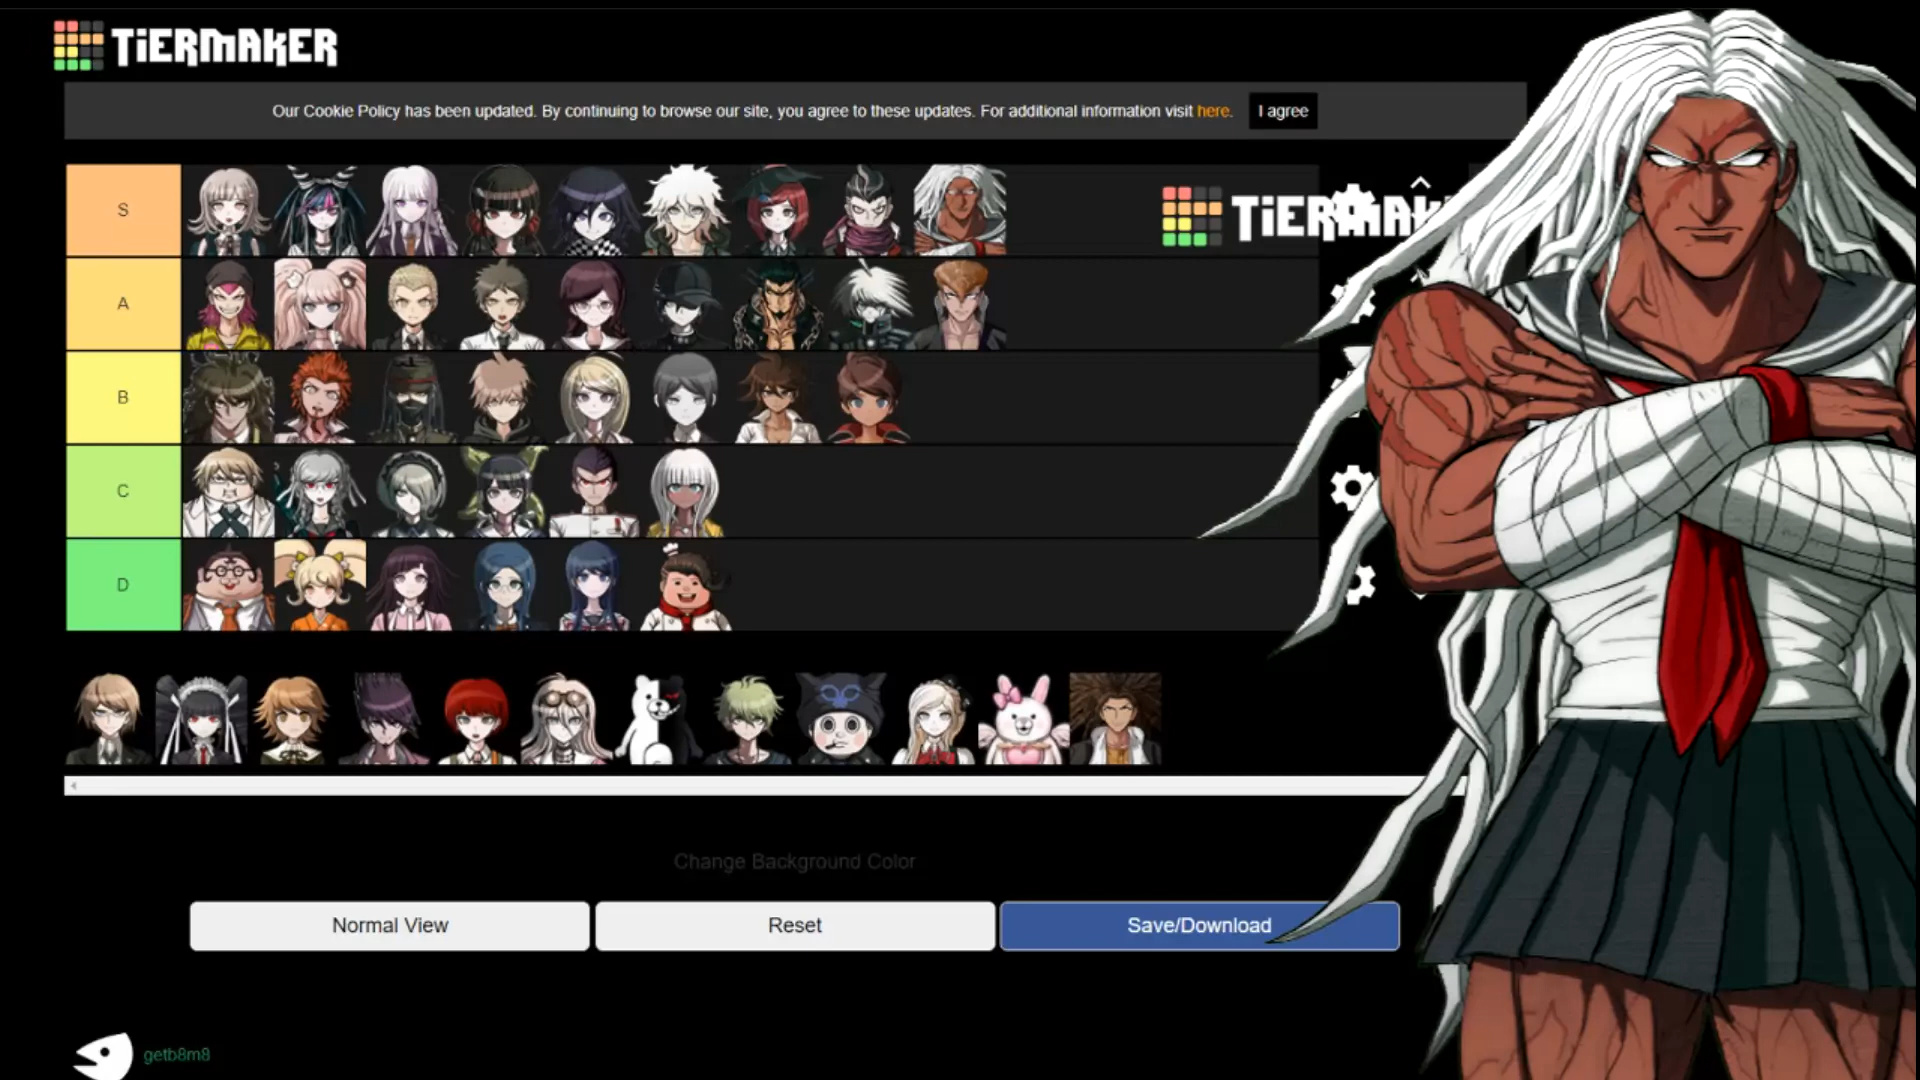 TiERMAKER
Our Cookie Policy has been updated. By continuing to browse our site, you agree to these updates. For additional information visit here. I agree
S
TiERMAK
A
B
C
D
Change Background Color
Normal View
Reset
Save/Download
getb8m8